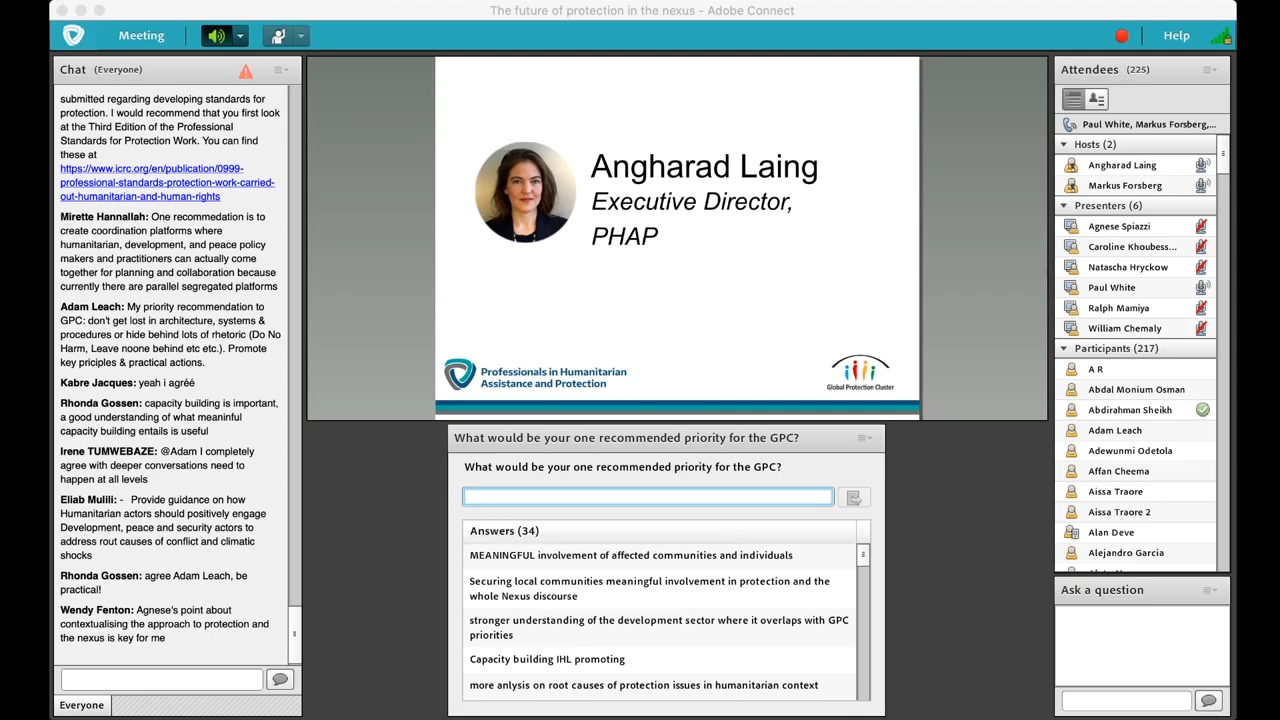 The future of protection in the nexus - Adobe Connect
Meeting
Help
Chat (Everyone)
submitted regarding developing standards for
protection. I would recommend that you first look
at the Third Edition of the Professional
Standards for Protection Work. You can find
these at
https://www.icrc.org/en/publication/0999-
professional-standards-protection-work-carried-
out-humanitarian-and-human-rights
Mirette Hannallah: One recommedation is to
create coordination platforms where
humanitarian, development, and peace policy
makers and practitioners can actually come
together for planning and collaboration because
currently there are parallel segregated platforms
Adam Leach: My priority recommendation to
GPC: don't get lost in architecture, systems &
procedures or hide behind lots of rhetoric (Do No
Harm, Leave noone behind etc etc.). Promote
key priciples & practical actions.
Kabre Jacques: yeah i agréé
Rhonda Gossen: capacity building is important,
a good understanding of what meaninful
capacity building entails is useful
Irene TUMWEBAZE: @Adam I completely
agree with deeper conversations need to
happen at all levels
Eliab Mulili: - Provide guidance on how
Humanitarian actors should positively engage
Development, peace and security actors to
address rout causes of conflict and climatic
shocks
Rhonda Gossen: agree Adam Leach, be
practical!
Wendy Fenton: Agnese's point about
contextualising the approach to protection and
the nexus is key for me
Everyone
Angharad Laing
Executive Director,
PHAP
Professionals in Humanitarian
Assistance and Protection
Global Protection Cluster
What would be your one recommended priority for the GPC?
What would be your one recommended priority for the GPC?
Answers (34)
MEANINGFUL involvement of affected communities and individuals
Securing local communities meaningful involvement in protection and the
whole Nexus discourse
stronger understanding of the development sector where it overlaps with GPC
priorities
Capacity building IHL promoting
more anlysis on root causes of protection issues in humanitarian context
Attendees (225)
Paul White, Markus Forsberg,...
Hosts (2)
Angharad Laing
Markus Forsberg
Presenters (6)
Agnese Spiazzi
Caroline Khoubess...
Natascha Hryckow
Paul White
Ralph Mamiya
William Chemaly
Participants (217)
A R
Abdal Monium Osman
Abdirahman Sheikh
Adam Leach
Adewunmi Odetola
Affan Cheema
Aissa Traore
Aissa Traore 2
Alan Deve
Alejandro Garcia
Ask a question